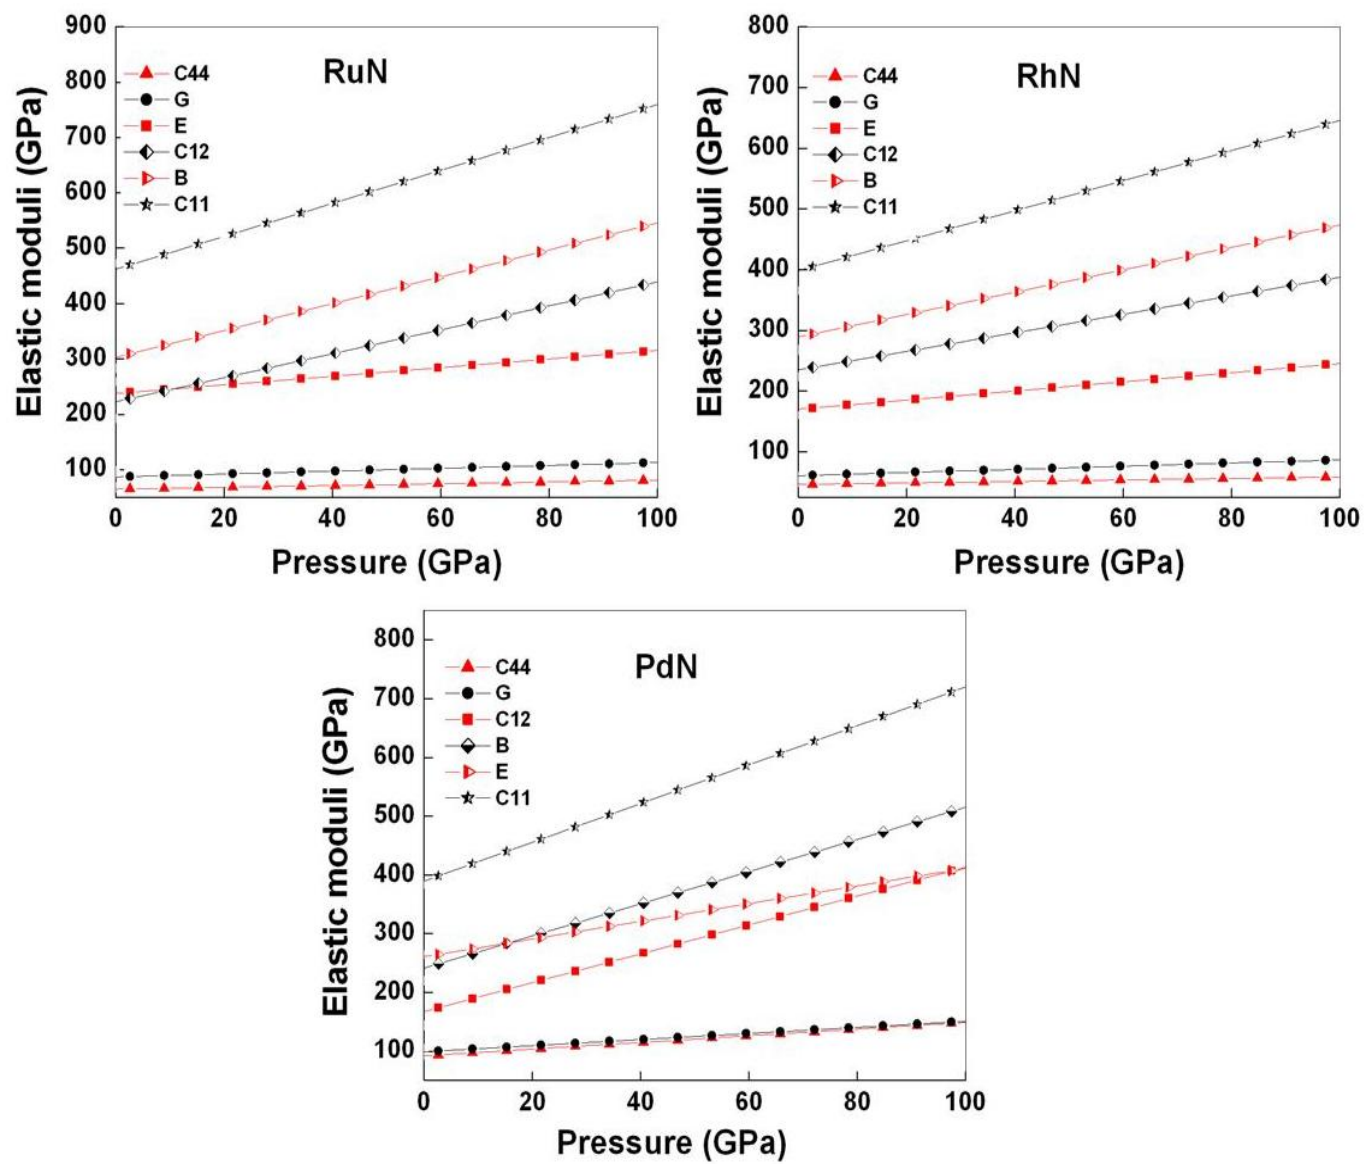 RuN
Elastic moduli (GPa)
900
800
700
600
500
400
300
200
100
C44
G
E
C12
B
C11
0 20 40 60 80 100
Pressure (GPa)
RhN
Elastic moduli (GPa)
800
700
600
500
400
300
200
100
C44
G
E
C12
B
C11
0 20 40 60 80 100
Pressure (GPa)
PdN
Elastic moduli (GPa)
800
700
600
500
400
300
200
100
C44
G
C12
B
E
C11
0 20 40 60 80 100
Pressure (GPa)